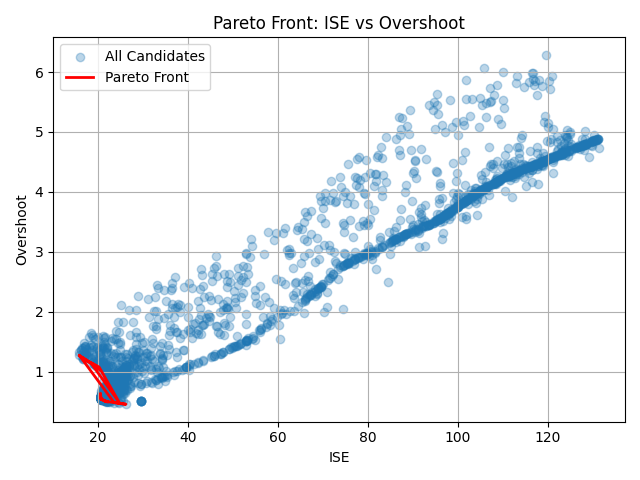 Pareto Front: ISE vs Overshoot
All Candidates
Pareto Front
6
5
4
3
2
1
Overshoot
20 40 60 80 100 120
ISE